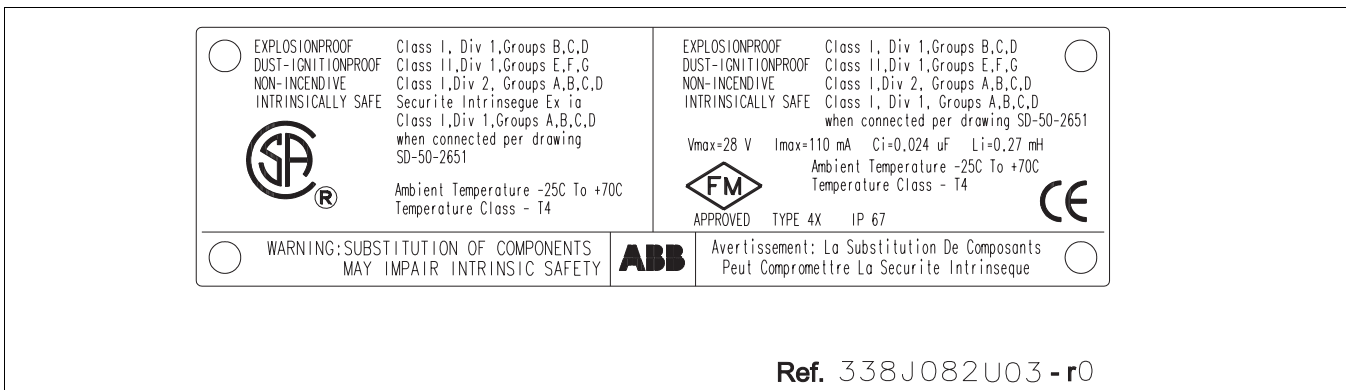 EXPLOSIONPROOF Class I, Div 1,Groups B,C,D
DUST-IGNITIONPROOF Class II,Div 1,Groups E,F,G
NON-INCENDIVE Class I,Div 2, Groups A,B,C,D
INTRINSICALLY SAFE Securite Intrinsegue Ex ia
Class I,Div 1,Groups A,B,C,D
when connected per drawing
SD-50-2651
SA
®
Ambient Temperature -25C To +70C
Temperature Class - T4
EXPLOSIONPROOF Class I, Div 1,Groups B,C,D
DUST-IGNITIONPROOF Class II,Div 1,Groups E,F,G
NON-INCENDIVE Class I,Div 2, Groups A,B,C,D
INTRINSICALLY SAFE Class I, Div 1, Groups A,B,C,D
when connected per drawing SD-50-2651
Vmax=28 V Imax=110 mA Ci=0.024 uF Li=0.27 mH
Ambient Temperature -25C To +70C
Temperature Class - T4
FM
CE
APPROVED TYPE 4X IP 67
WARNING:SUBSTITUTION OF COMPONENTS
MAY IMPAIR INTRINSIC SAFETY
ABB
Avertissement: La Substitution De Composants
Peut Compromettre La Securite Intrinseque
Ref. 338J082U03 - r0